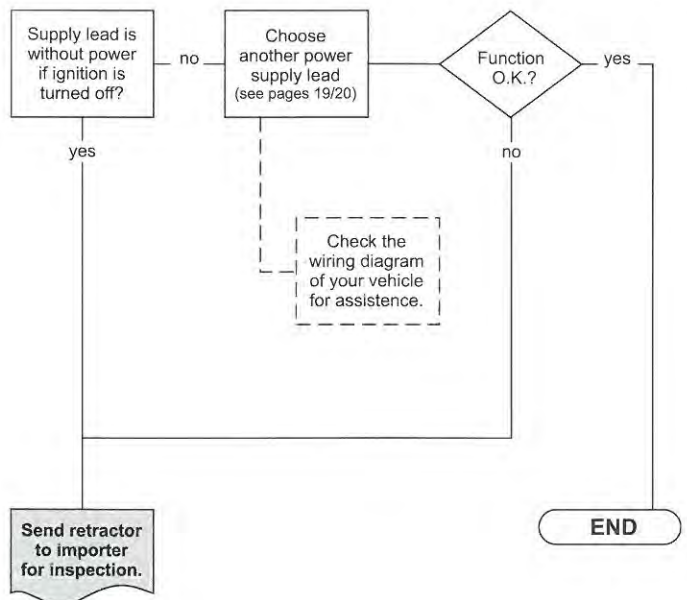 Supply lead is
without power
if ignition is
turned off?
no
Choose
another power
supply lead
(see pages 19/20)
Function
O.K.?
yes
yes
no
Check the
wiring diagram
of your vehicle
for assistence.
Send retractor
to importer
for inspection.
END